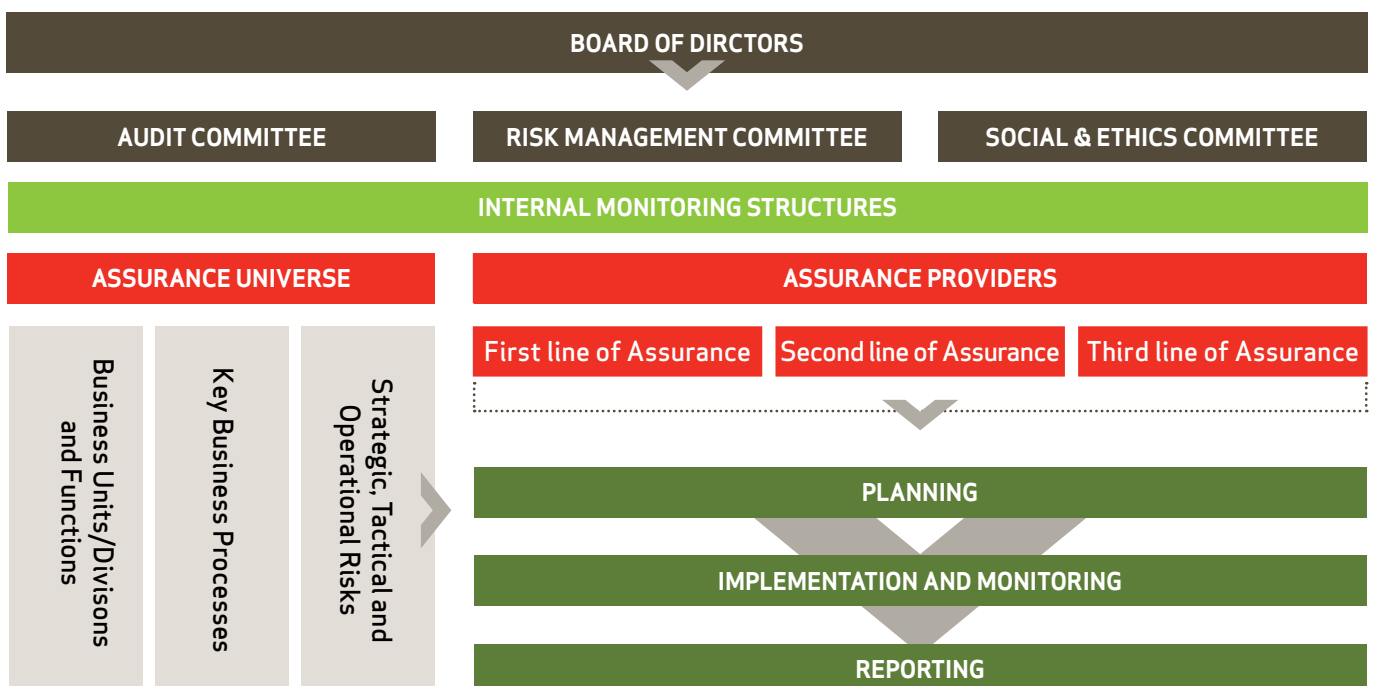 BOARD OF DIRCTORS
AUDIT COMMITTEE
RISK MANAGEMENT COMMITTEE
SOCIAL & ETHICS COMMITTEE
INTERNAL MONITORING STRUCTURES
ASSURANCE UNIVERSE
ASSURANCE PROVIDERS
Business Units/Divisons
and Functions
Key Business Processes
Strategic, Tactical and
Operational Risks
First line of Assurance
Second line of Assurance
Third line of Assurance
PLANNING
IMPLEMENTATION AND MONITORING
REPORTING